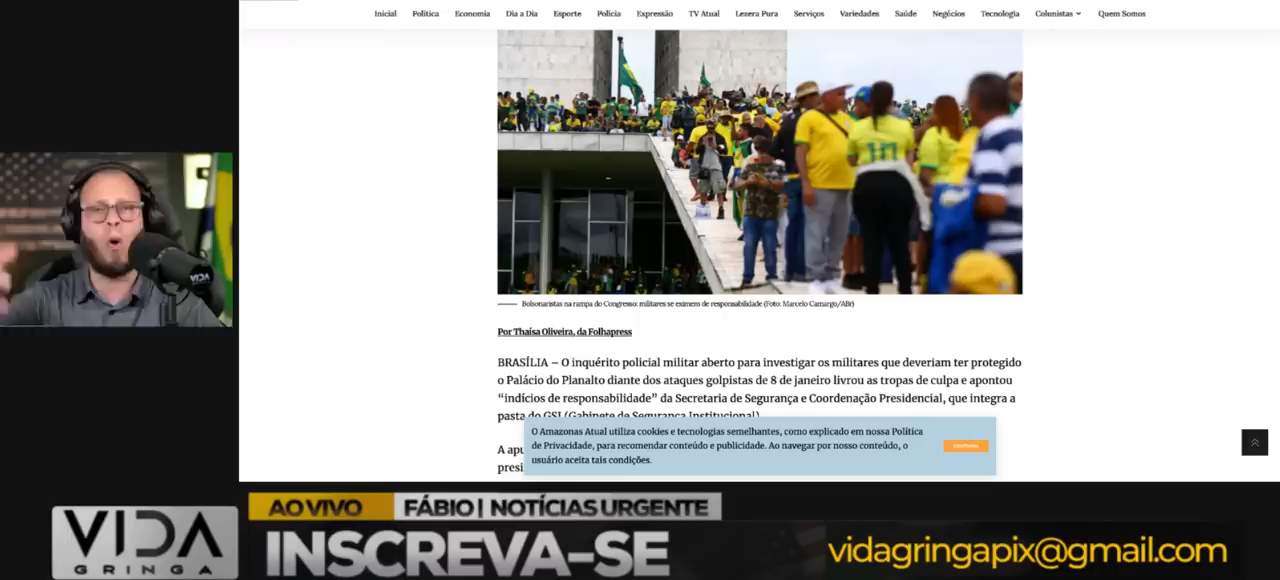 Inicial Política Economia Dia a Dia Esporte Polícia Expressão TV Atual Lezera Pura Serviços Variedades Saúde Negócios Tecnologia Colunistas Quem Somos
10
Bolsonaristas na rampa do Congresso: militares se eximem de responsabilidade (Foto: Marcelo Camargo/ABr)
Por Thaísa Oliveira, da Folhapress
BRASÍLIA – O inquérito policial militar aberto para investigar os militares que deveriam ter protegido
o Palácio do Planalto diante dos ataques golpistas de 8 de janeiro livrou as tropas de culpa e apontou
“indícios de responsabilidade” da Secretaria de Segurança e Coordenação Presidencial, que integra a
pasta do GSI (Gabinete de Segurança Institucional).
A apu
presi
O Amazonas Atual utiliza cookies e tecnologias semelhantes, como explicado em nossa Política
de Privacidade, para recomendar conteúdo e publicidade. Ao navegar por nosso conteúdo, o
usuário aceita tais condições.
VIDA
VIDA
GRINGA
AO VIVO FÁBIO | NOTÍCIAS URGENTE
INSCREVA-SE
vidagringapix@gmail.com